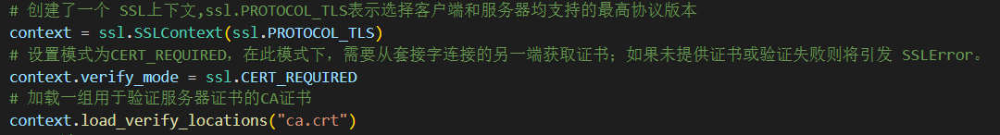 # 创建了一个 SSL上下文,ssl.PROTOCOL_TLS表示选择客户端和服务器均支持的最高协议版本
context = ssl.SSLContext(ssl.PROTOCOL_TLS)
# 设置模式为CERT_REQUIRED，在此模式下，需要从套接字连接的另一端获取证书；如果未提供证书或验证失败则将引发 SSLError。
context.verify_mode = ssl.CERT_REQUIRED
# 加载一组用于验证服务器证书的CA证书
context.load_verify_locations("ca.crt")